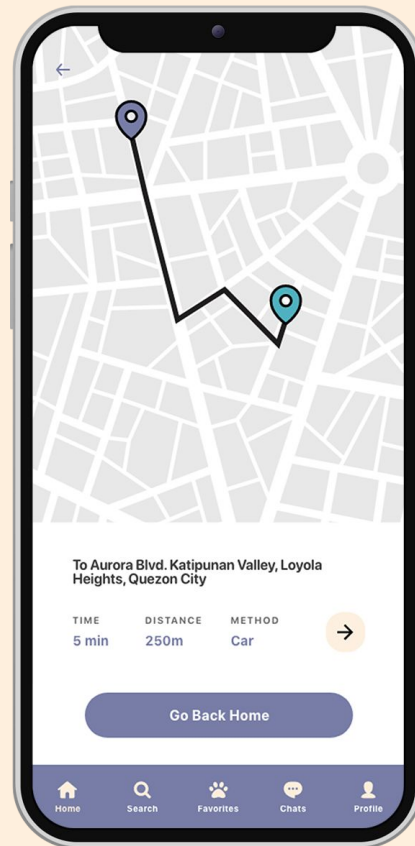 To Aurora Blvd. Katipunan Valley, Loyola
Heights, Quezon City
TIME DISTANCE METHOD
5 min 250m Car
Go Back Home
Home Search Favorites Chats Profile